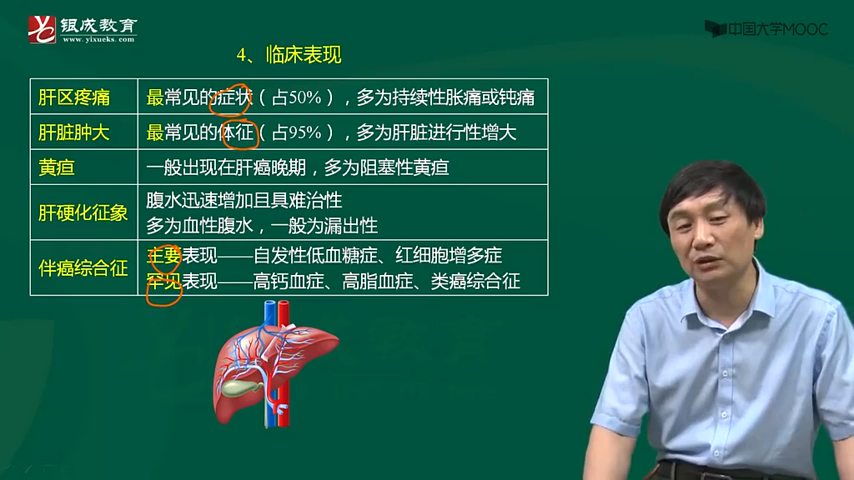 银成教育
www.yixueks.com
中国大学MOOC
4、临床表现
肝区疼痛
最常见的症状（占50%），多为持续性胀痛或钝痛
肝脏肿大
最常见的体征（占95%），多为肝脏进行性增大
黄疸
一般出现在肝癌晚期，多为阻塞性黄疸
肝硬化征象
腹水迅速增加且具难治性
多为血性腹水，一般为漏出性
伴癌综合征
主要表现——自发性低血糖症、红细胞增多症
罕见表现——高钙血症、高脂血症、类癌综合征